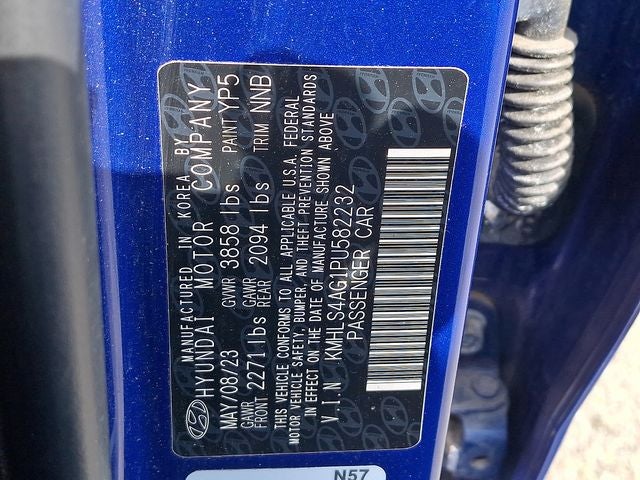 MANUFACTURED IN KOREA BY
HYUNDAI MOTOR COMPANY
MAY/08/23 GVWR 3858 lbs PAINT YP5
GAWR FRONT 2271 lbs GAWR REAR 2094 lbs TRIM NNB
THIS VEHICLE CONFORMS TO ALL APPLICABLE U.S.A. FEDERAL
MOTOR VEHICLE SAFETY, BUMPER, AND THEFT PREVENTION STANDARDS
IN EFFECT ON THE DATE OF MANUFACTURE SHOWN ABOVE
V.I.N KMHLS4AG1PU582232
PASSENGER CAR
N57